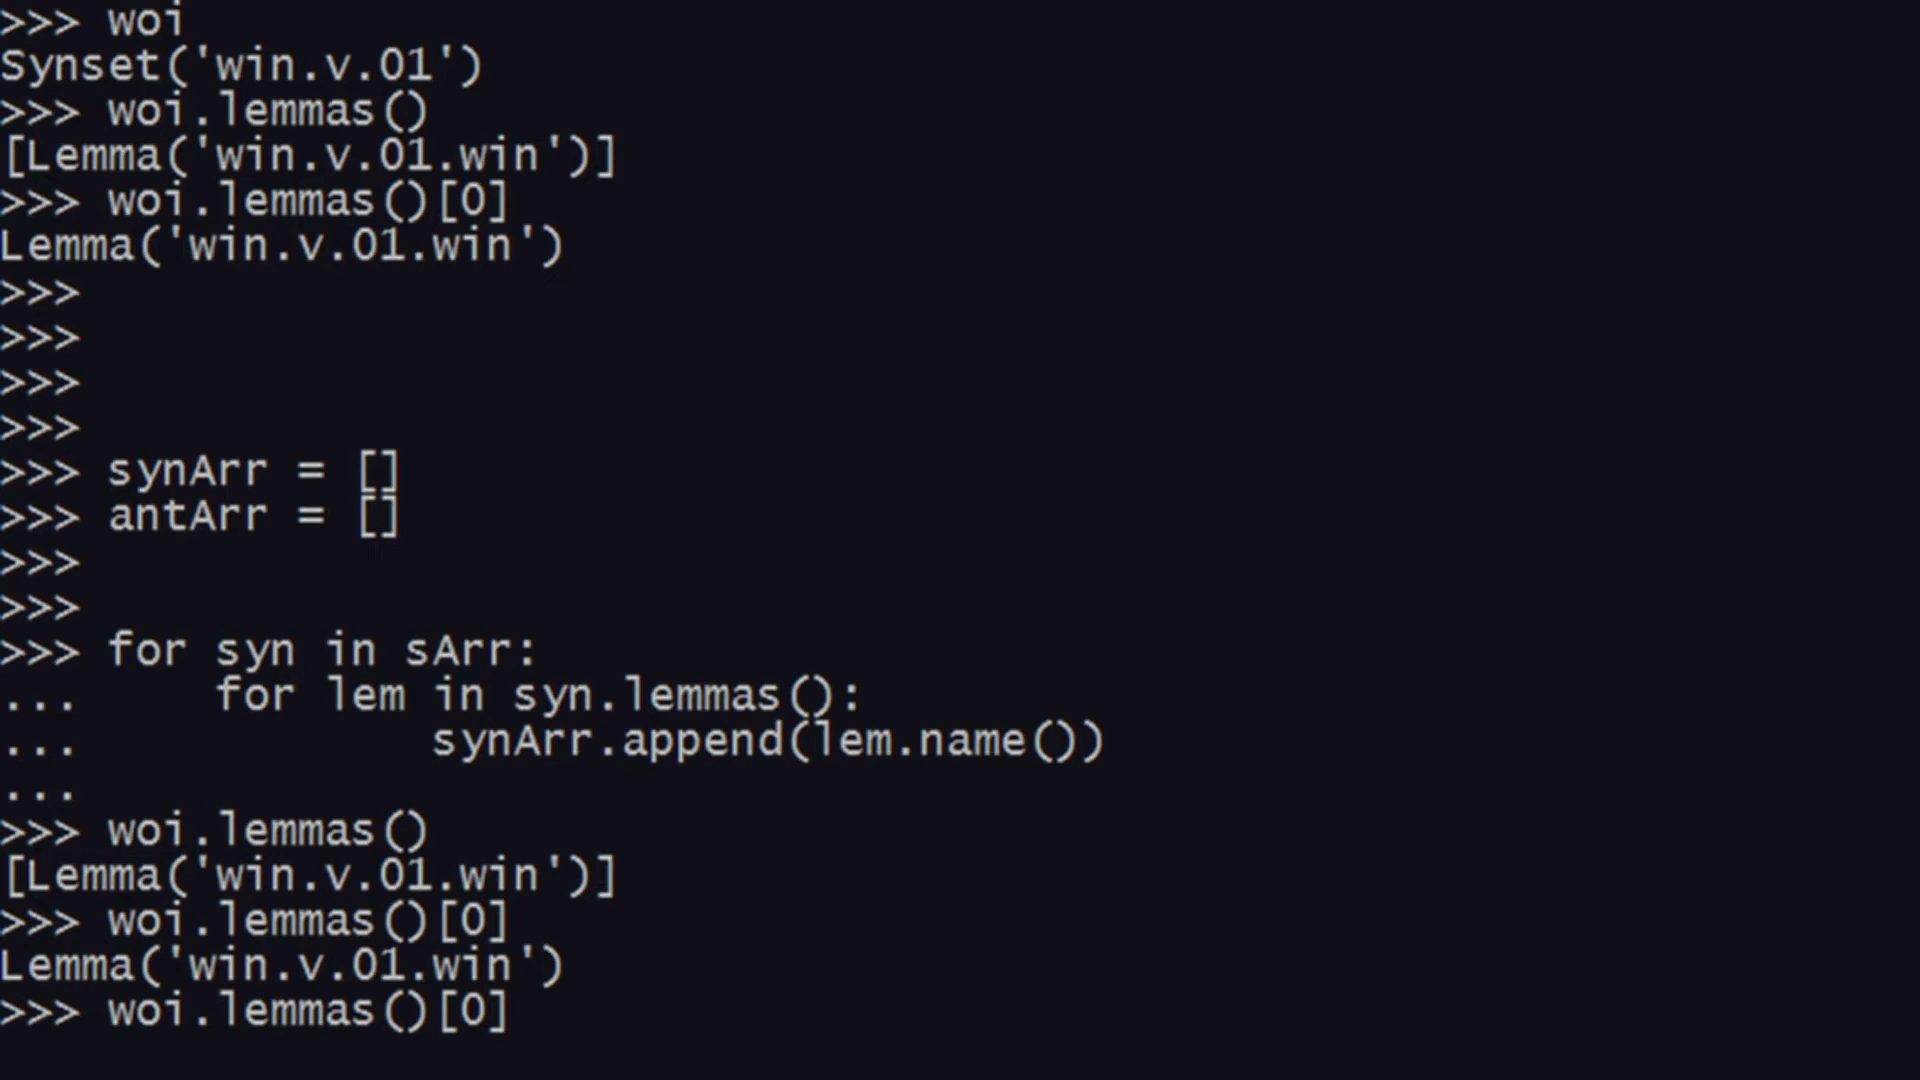 >>> woi
Synset('win.v.01')
>>> woi.lemmas()
[Lemma('win.v.01.win')]
>>> woi.lemmas()[0]
Lemma('win.v.01.win')
>>>
>>>
>>>
>>>
>>> synArr = []
>>> antArr = []
>>>
>>>
>>> for syn in sArr:
...     for lem in syn.lemmas():
...             synArr.append(lem.name())
...
>>> woi.lemmas()
[Lemma('win.v.01.win')]
>>> woi.lemmas()[0]
Lemma('win.v.01.win')
>>> woi.lemmas()[0]